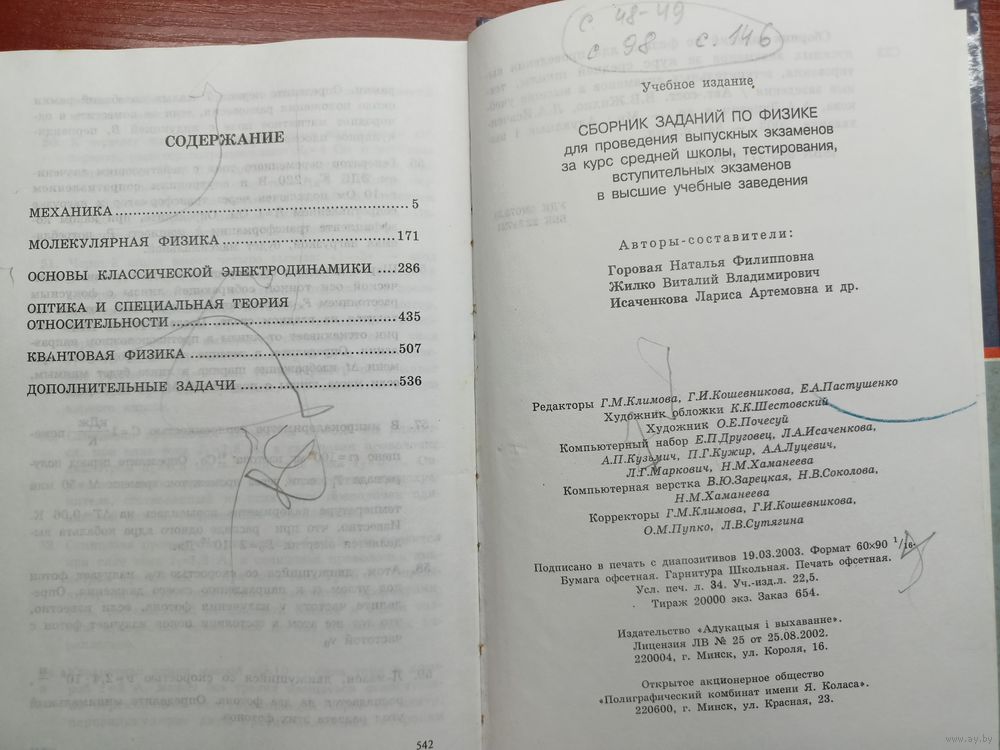 СОДЕРЖАНИЕ
МЕХАНИКА 5
МОЛЕКУЛЯРНАЯ ФИЗИКА 171
ОСНОВЫ КЛАССИЧЕСКОЙ ЭЛЕКТРОДИНАМИКИ 286
ОПТИКА И СПЕЦИАЛЬНАЯ ТЕОРИЯ
ОТНОСИТЕЛЬНОСТИ 435
КВАНТОВАЯ ФИЗИКА 507
ДОПОЛНИТЕЛЬНЫЕ ЗАДАЧИ 536
542
с 48-49
с 98 с. 146
Учебное издание
СБОРНИК ЗАДАНИЙ ПО ФИЗИКЕ
для проведения выпускных экзаменов
за курс средней школы, тестирования,
вступительных экзаменов
в высшие учебные заведения
Авторы-составители:
Горовая Наталья Филипповна
Жилко Виталий Владимирович
Исаченкова Лариса Артемовна и др.
Редакторы Г.М.Климова, Г.И.Кошевникова, Е.А.Пастушенко
Художник обложки К.К.Шестовский
Художник О.Е.Почесуй
Компьютерный набор Е.П.Друговец, Л.А.Исаченкова,
А.П.Кузьмич, П.Г.Кужир, А.А.Луцевич,
Л.Г.Маркович, Н.М.Хаманеева
Компьютерная верстка В.Ю.Зарецкая, Н.В.Соколова,
Н.М.Хаманеева
Корректоры Г.М.Климова, Г.И.Кошевникова,
О.М.Пупко, Л.В.Сутягина
Подписано в печать с диапозитивов 19.03.2003. Формат 60×90 1/16.
Бумага офсетная. Гарнитура Школьная. Печать офсетная.
Усл. печ. л. 34. Уч.-изд.л. 22,5.
Тираж 20000 экз. Заказ 654.
Издательство «Адукацыя i выхаванне».
Лицензия ЛВ № 25 от 25.08.2002.
220004, г. Минск, ул. Короля, 16.
Открытое акционерное общество
«Полиграфический комбинат имени Я. Коласа».
220600, г. Минск, ул. Красная, 23.
www.ay.by